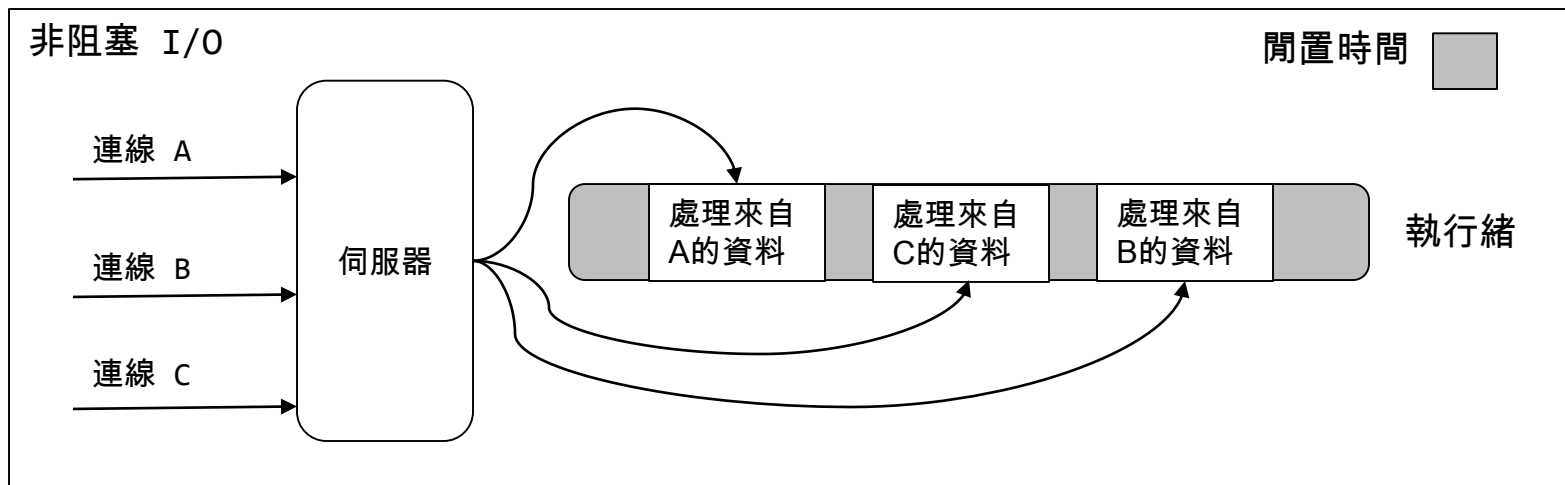 非阻塞 I/O
閒置時間
連線 A
連線 B
連線 C
伺服器
處理來自
A的資料
處理來自
C的資料
處理來自
B的資料
執行緒